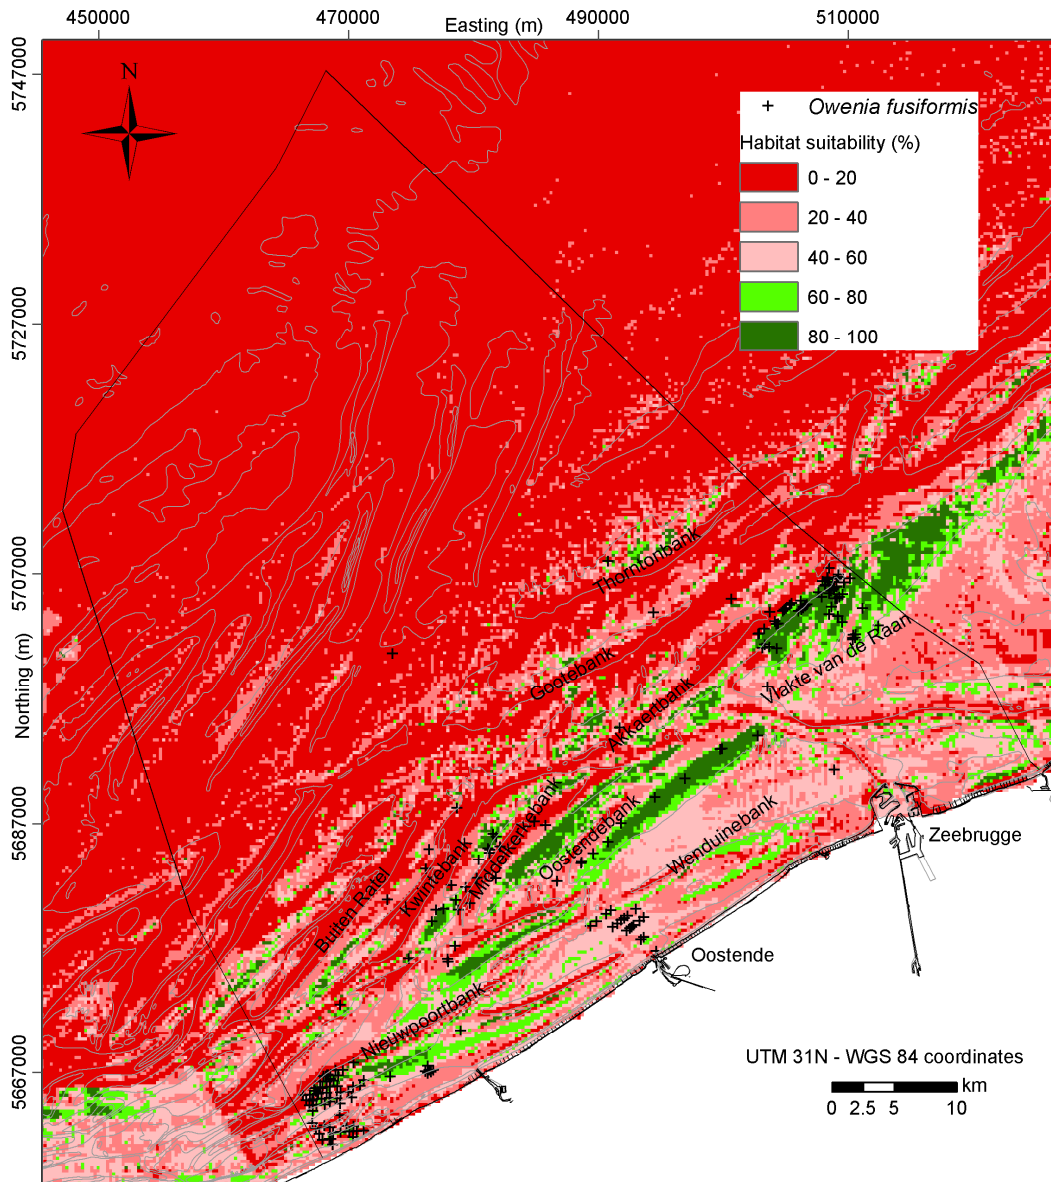 450000
470000
490000
510000
Easting (m)
Northing (m)
5747000
5727000
5707000
5687000
5667000
N
Owenia fusiformis
Habitat suitability (%)
0 - 20
20 - 40
40 - 60
60 - 80
80 - 100
Thorntonbank
Gootebank
Vlakte van de Raan
Akkaertbank
Middelkerkebank
Oostendebank
Wenduinebank
Kwintebank
Buiten Ratel
Nieuwpoortbank
Zeebrugge
Oostende
UTM 31N - WGS 84 coordinates
km
0 2.5 5 10